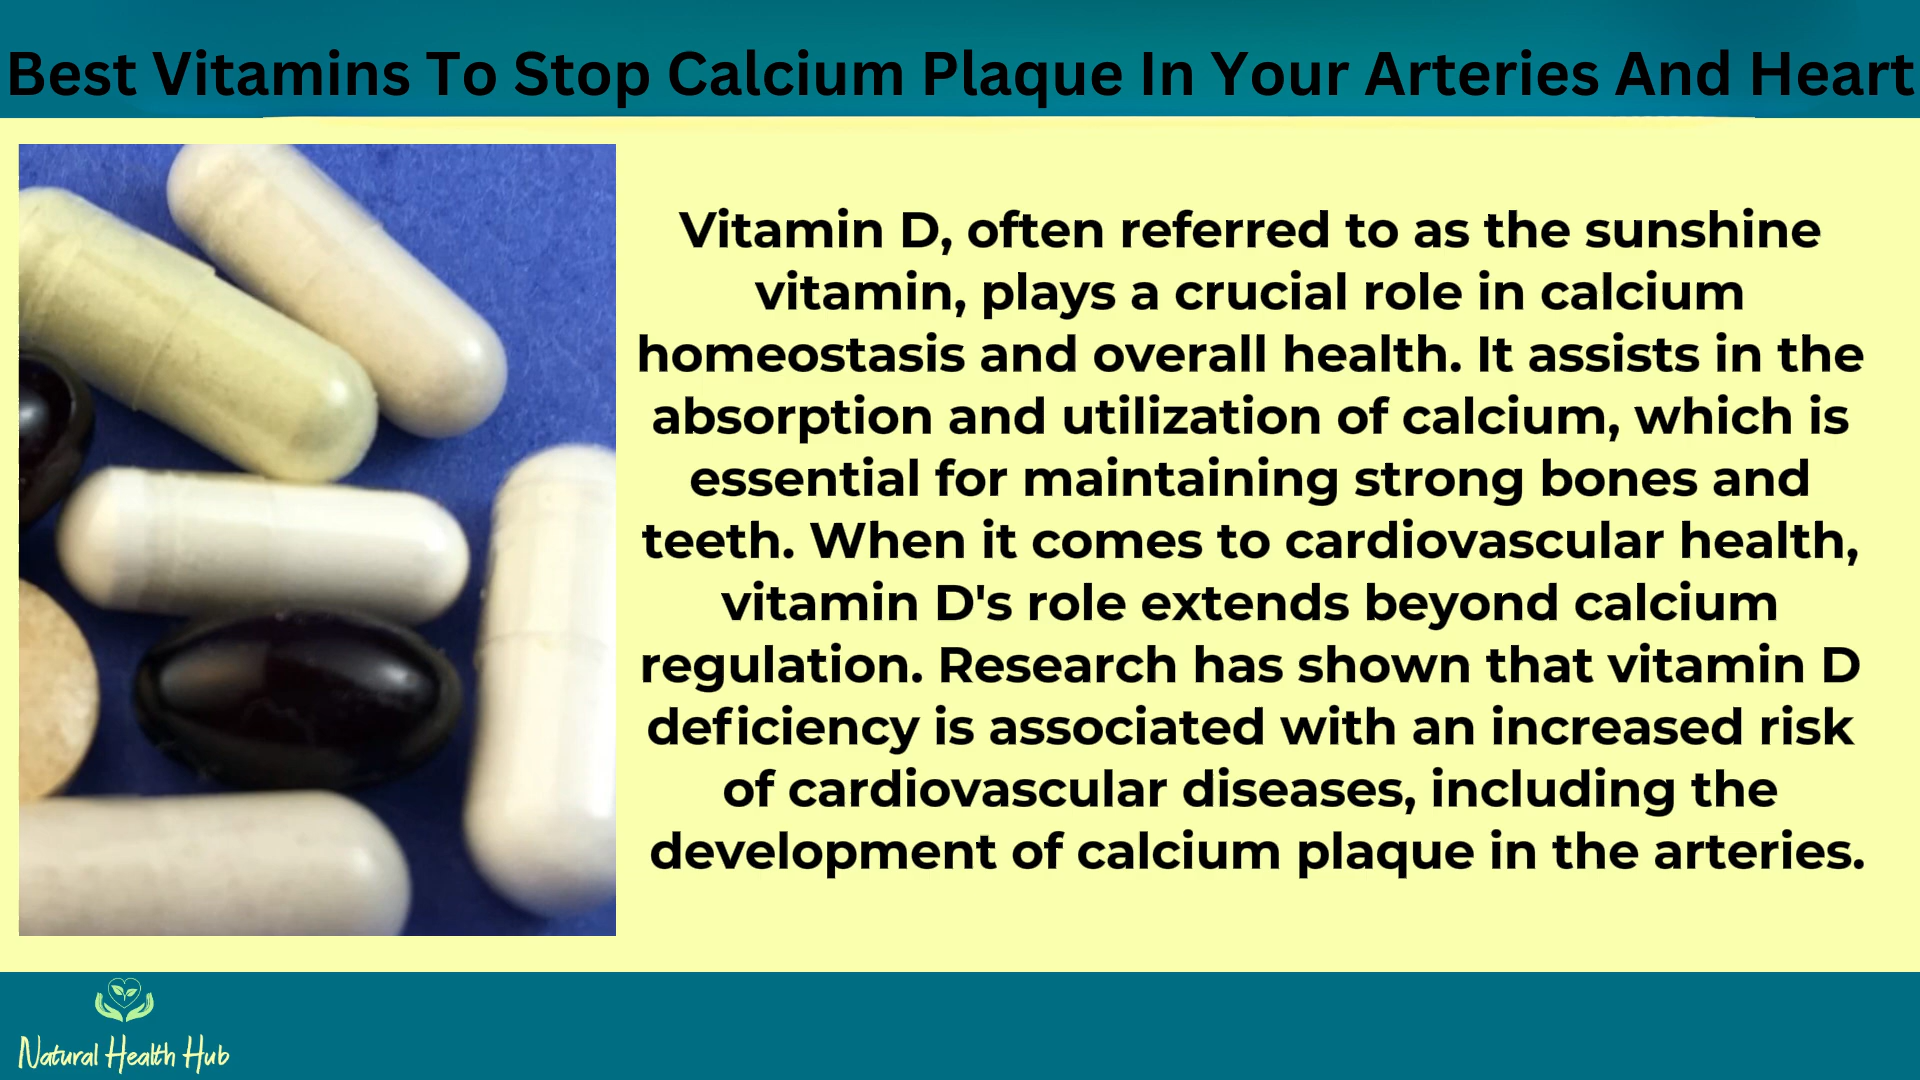 Best Vitamins To Stop Calcium Plaque In Your Arteries And Heart
Vitamin D, often referred to as the sunshine
vitamin, plays a crucial role in calcium
homeostasis and overall health. It assists in the
absorption and utilization of calcium, which is
essential for maintaining strong bones and
teeth. When it comes to cardiovascular health,
vitamin D's role extends beyond calcium
regulation. Research has shown that vitamin D
deficiency is associated with an increased risk
of cardiovascular diseases, including the
development of calcium plaque in the arteries.
Natural Health Hub